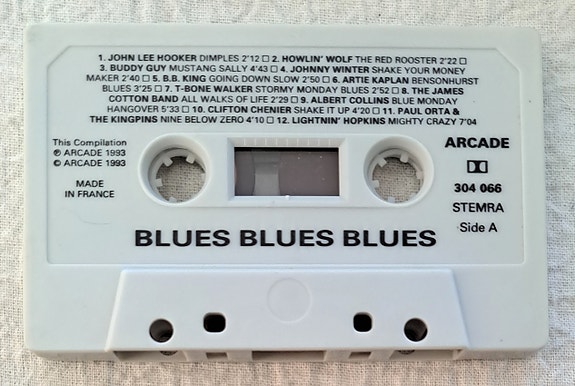 1. JOHN LEE HOOKER DIMPLES 2'12 □ 2. HOWLIN' WOLF THE RED ROOSTER 2'22 □
3. BUDDY GUY MUSTANG SALLY 4'43 □ 4. JOHNNY WINTER SHAKE YOUR MONEY
MAKER 2'40 □ 5. B.B. KING GOING DOWN SLOW 2'50 □ 6. ARTIE KAPLAN BENSONHURST
BLUES 3'25 □ 7. T-BONE WALKER STORMY MONDAY BLUES 2'52 □ 8. THE JAMES
COTTON BAND ALL WALKS OF LIFE 2'29 □ 9. ALBERT COLLINS BLUE MONDAY
HANGOVER 5'33 □ 10. CLIFTON CHENIER SHAKE IT UP 4'20 □ 11. PAUL ORTA &
THE KINGPINS NINE BELOW ZERO 4'10 □ 12. LIGHTNIN' HOPKINS MIGHTY CRAZY 7'04
This Compilation
℗ ARCADE 1993
© ARCADE 1993
MADE
IN FRANCE
ARCADE
304 066
STEMRA
Side A
BLUES BLUES BLUES